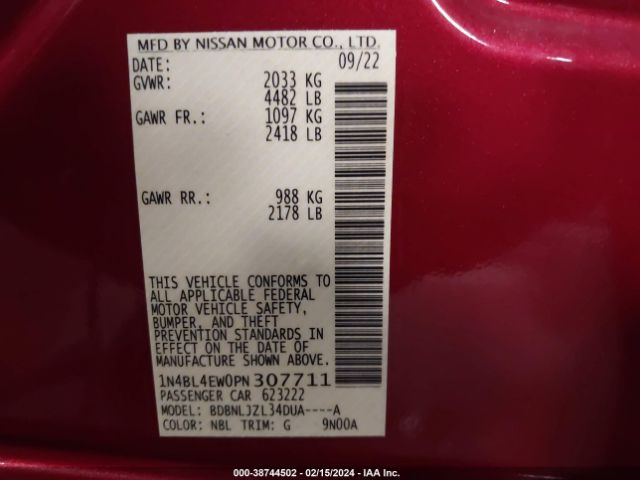 MFD BY NISSAN MOTOR CO., LTD.
DATE: 09/22
GVWR: 2033 KG
4482 LB
GAWR FR.: 1097 KG
2418 LB
GAWR RR.: 988 KG
2178 LB
THIS VEHICLE CONFORMS TO
ALL APPLICABLE FEDERAL
MOTOR VEHICLE SAFETY,
BUMPER, AND THEFT
PREVENTION STANDARDS IN
EFFECT ON THE DATE OF
MANUFACTURE SHOWN ABOVE.
1N4BL4EW0PN307711
PASSENGER CAR 623222
MODEL: BDBNLJZL34DUA----A
COLOR: NBL TRIM: G 9N00A
000-38744502 - 02/15/2024 - IAA Inc.